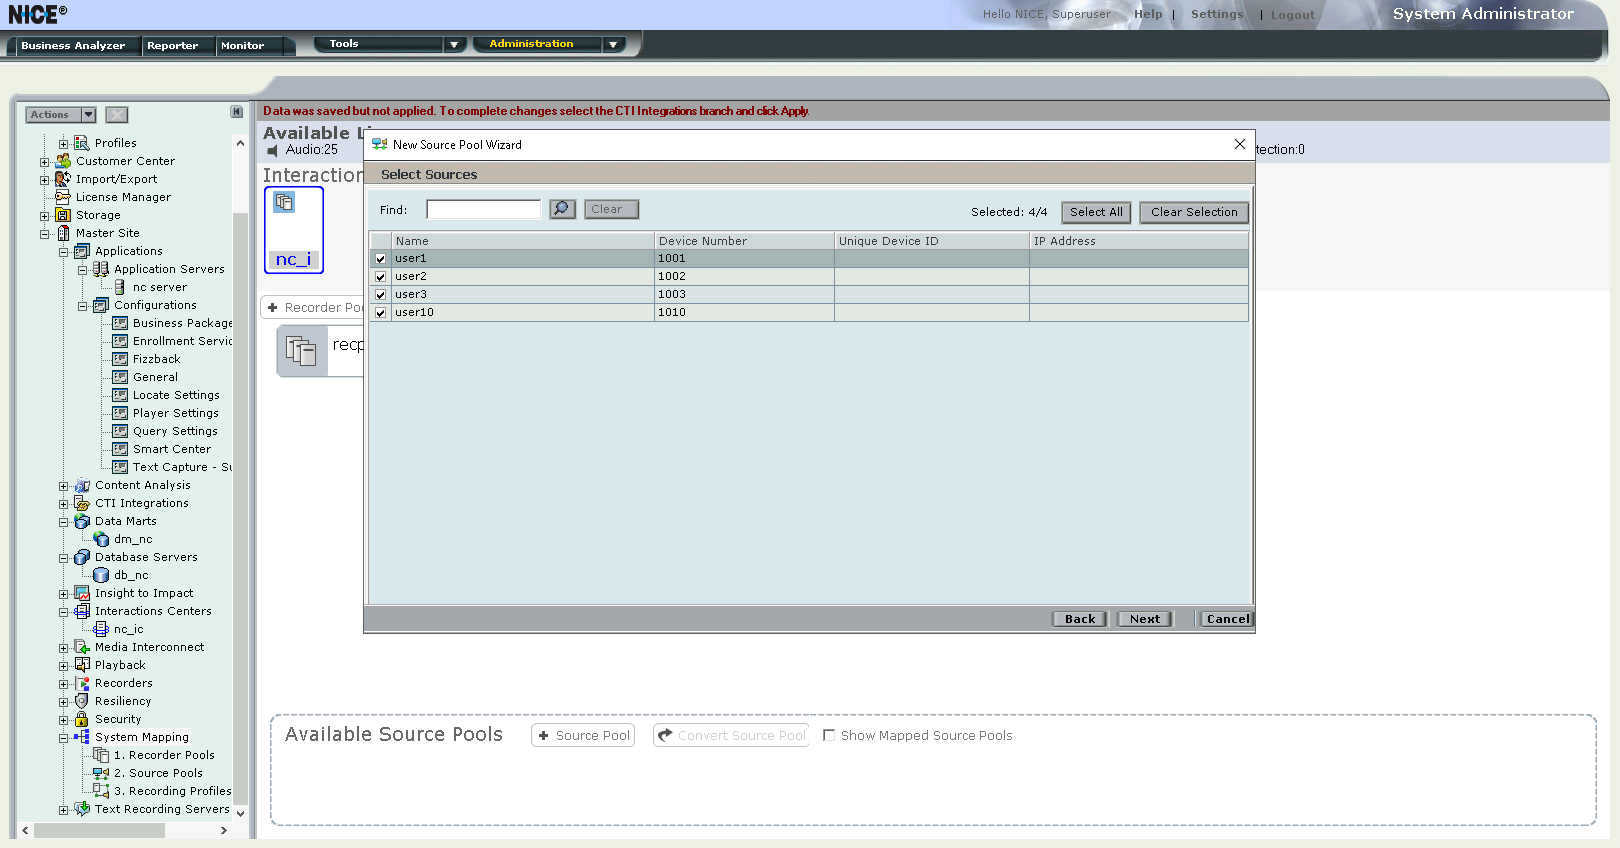 NICE®
Hello NICE, Superuser Help | Settings | Logout System Administrator
Business Analyzer Reporter Monitor Tools Administration
Actions
Data was saved but not applied. To complete changes select the CTI Integrations branch and click Apply.
Profiles
Customer Center
Import/Export
License Manager
Storage
Master Site
Applications
Application Servers
nc server
Configurations
Business Package
Enrollment Servic
Fizzback
General
Locate Settings
Player Settings
Query Settings
Smart Center
Text Capture - Su
Content Analysis
CTI Integrations
Data Marts
dm_nc
Database Servers
db_nc
Insight to Impact
Interactions Centers
nc_ic
Media Interconnect
Playback
Recorders
Resiliency
Security
System Mapping
1. Recorder Pools
2. Source Pools
3. Recording Profiles
Text Recording Servers
Available Li
Audio:25
tection:0
Interaction
nc_i
+ Recorder Poo
recp
New Source Pool Wizard
Select Sources
Find: Clear Selected: 4/4 Select All Clear Selection
Name Device Number Unique Device ID IP Address
user1 1001
user2 1002
user3 1003
user10 1010
Back Next Cancel
Available Source Pools + Source Pool Convert Source Pool Show Mapped Source Pools